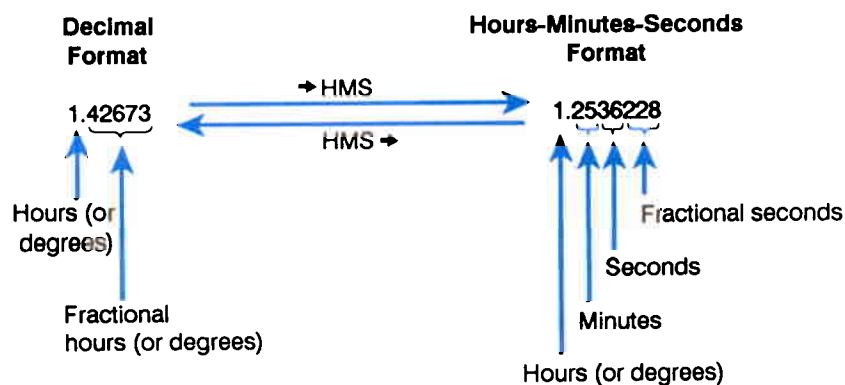 Decimal
Format
Hours-Minutes-Seconds
Format
➔ HMS
1.42673
1.2536228
HMS ➔
Hours (or
degrees)
Fractional seconds
Seconds
Fractional
hours (or degrees)
Minutes
Hours (or degrees)